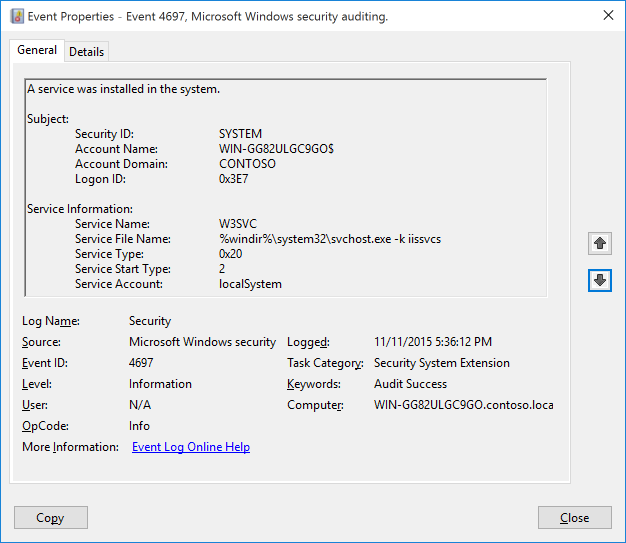 Event Properties - Event 4697, Microsoft Windows security auditing.
General Details
A service was installed in the system.
Subject:
Security ID: SYSTEM
Account Name: WIN-GG82ULGC9GO$
Account Domain: CONTOSO
Logon ID: 0x3E7
Service Information:
Service Name: W3SVC
Service File Name: %windir%\system32\svchost.exe -k iissvcs
Service Type: 0x20
Service Start Type: 2
Service Account: localSystem
Log Name: Security
Source: Microsoft Windows security Logged: 11/11/2015 5:36:12 PM
Event ID: 4697 Task Category: Security System Extension
Level: Information Keywords: Audit Success
User: N/A Computer: WIN-GG82ULGC9GO.contoso.loca
OpCode: Info
More Information: Event Log Online Help
Copy Close